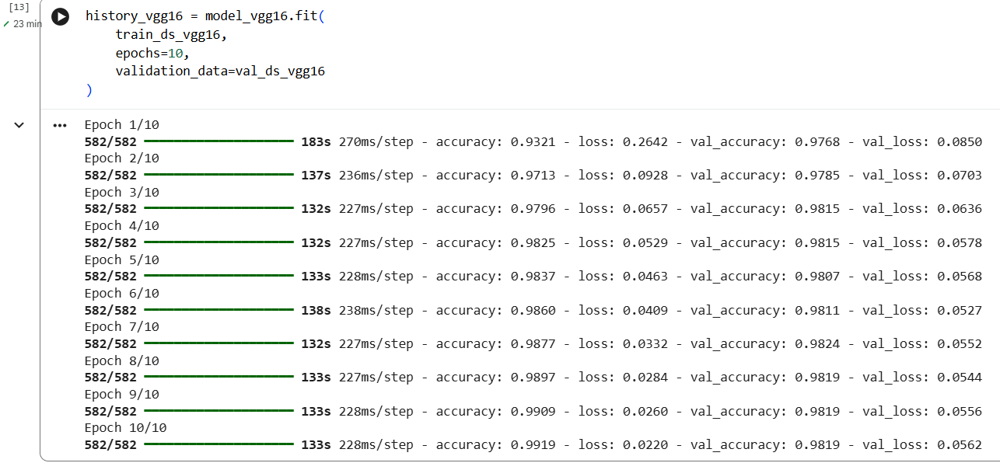 [13]
23 min
history_vgg16 = model_vgg16.fit(
    train_ds_vgg16,
    epochs=10,
    validation_data=val_ds_vgg16
)
Epoch 1/10
582/582 ━━━━━━━━━━━━━━━━━━━━ 183s 270ms/step - accuracy: 0.9321 - loss: 0.2642 - val_accuracy: 0.9768 - val_loss: 0.0850
Epoch 2/10
582/582 ━━━━━━━━━━━━━━━━━━━━ 137s 236ms/step - accuracy: 0.9713 - loss: 0.0928 - val_accuracy: 0.9785 - val_loss: 0.0703
Epoch 3/10
582/582 ━━━━━━━━━━━━━━━━━━━━ 132s 227ms/step - accuracy: 0.9796 - loss: 0.0657 - val_accuracy: 0.9815 - val_loss: 0.0636
Epoch 4/10
582/582 ━━━━━━━━━━━━━━━━━━━━ 132s 227ms/step - accuracy: 0.9825 - loss: 0.0529 - val_accuracy: 0.9815 - val_loss: 0.0578
Epoch 5/10
582/582 ━━━━━━━━━━━━━━━━━━━━ 133s 228ms/step - accuracy: 0.9837 - loss: 0.0463 - val_accuracy: 0.9807 - val_loss: 0.0568
Epoch 6/10
582/582 ━━━━━━━━━━━━━━━━━━━━ 138s 238ms/step - accuracy: 0.9860 - loss: 0.0409 - val_accuracy: 0.9811 - val_loss: 0.0527
Epoch 7/10
582/582 ━━━━━━━━━━━━━━━━━━━━ 132s 227ms/step - accuracy: 0.9877 - loss: 0.0332 - val_accuracy: 0.9824 - val_loss: 0.0552
Epoch 8/10
582/582 ━━━━━━━━━━━━━━━━━━━━ 133s 227ms/step - accuracy: 0.9897 - loss: 0.0284 - val_accuracy: 0.9819 - val_loss: 0.0544
Epoch 9/10
582/582 ━━━━━━━━━━━━━━━━━━━━ 133s 228ms/step - accuracy: 0.9909 - loss: 0.0260 - val_accuracy: 0.9819 - val_loss: 0.0556
Epoch 10/10
582/582 ━━━━━━━━━━━━━━━━━━━━ 133s 228ms/step - accuracy: 0.9919 - loss: 0.0220 - val_accuracy: 0.9819 - val_loss: 0.0562